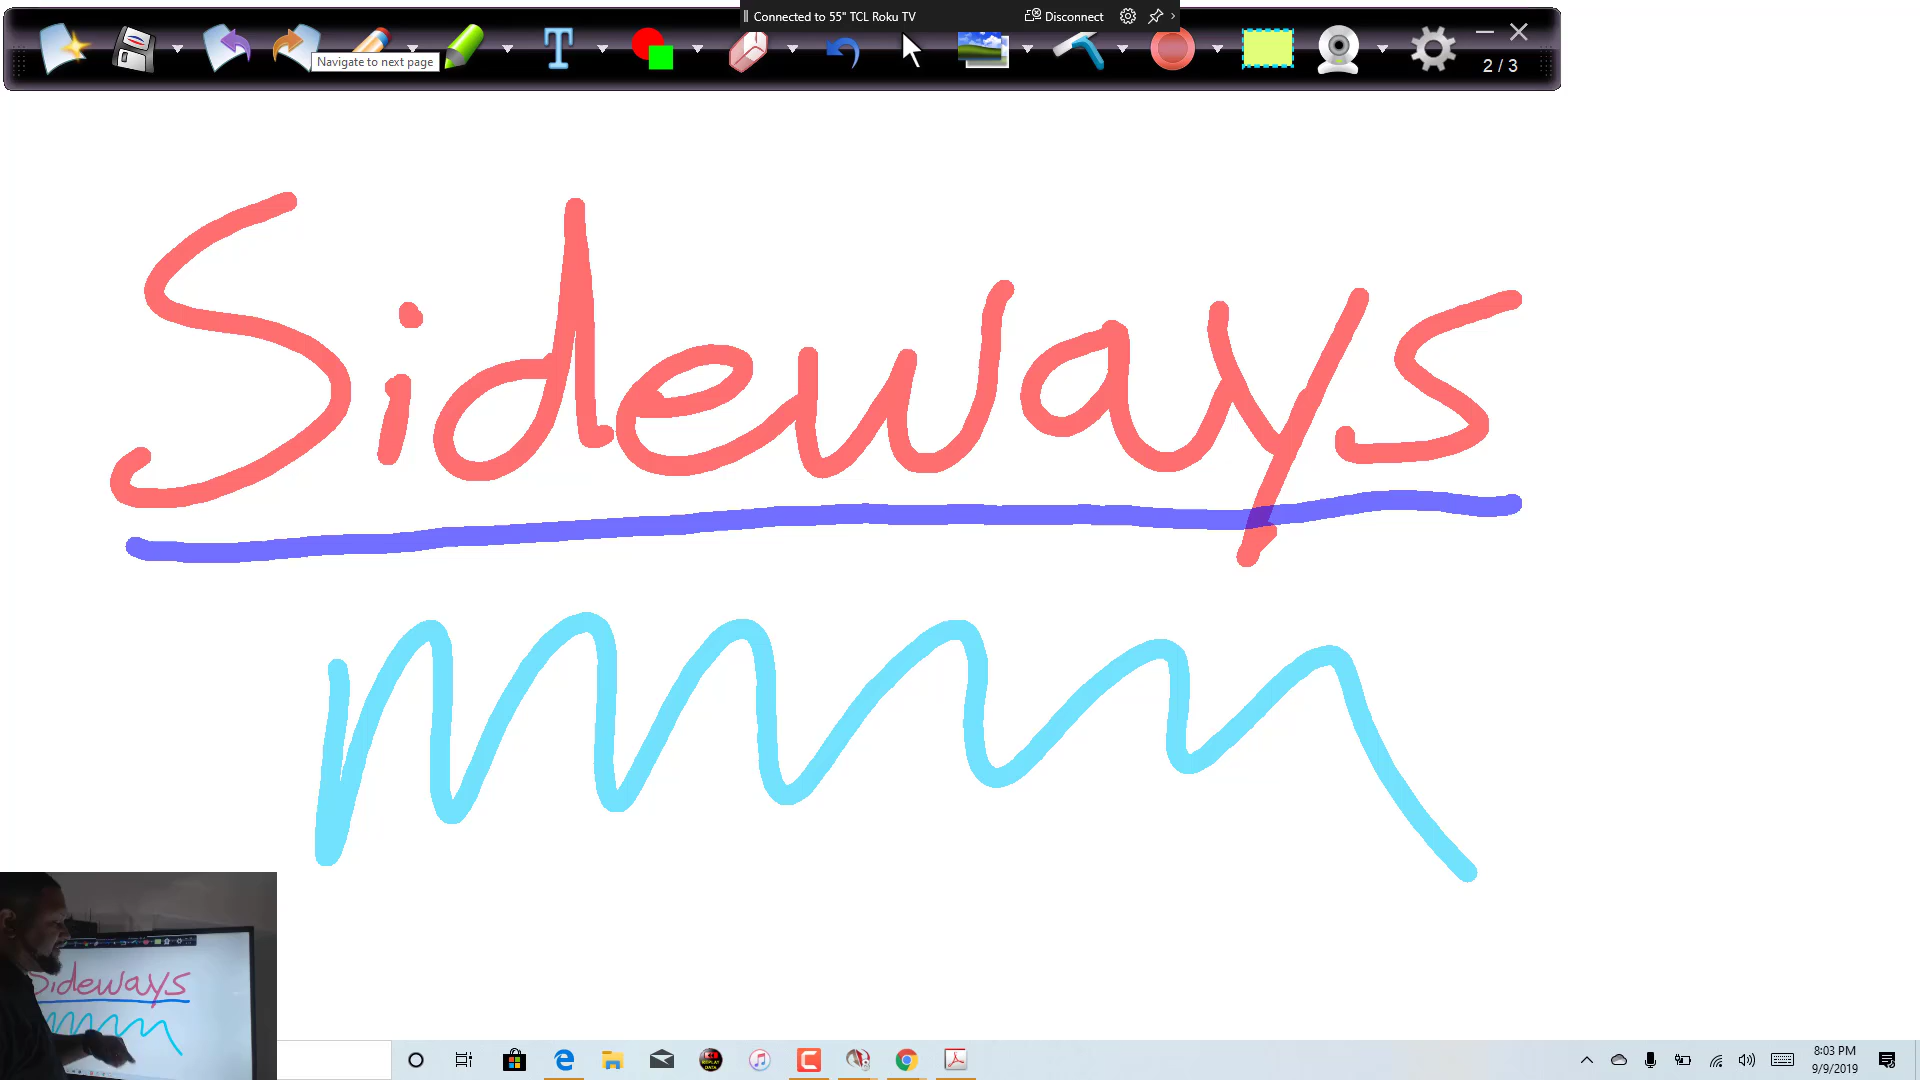 Connected to 55" TCL Roku TV Disconnect
T
Navigate to next page
2 / 3
Sideways
Sideways
8:03 PM
9/9/2019